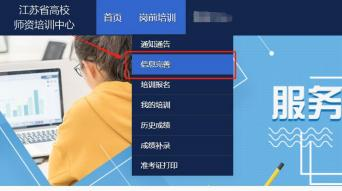 江苏省高校
师资培训中心
首页
岗前培训
通知通告
信息完善
培训报名
我的培训
历史成绩
成绩补录
准考证打印
服务